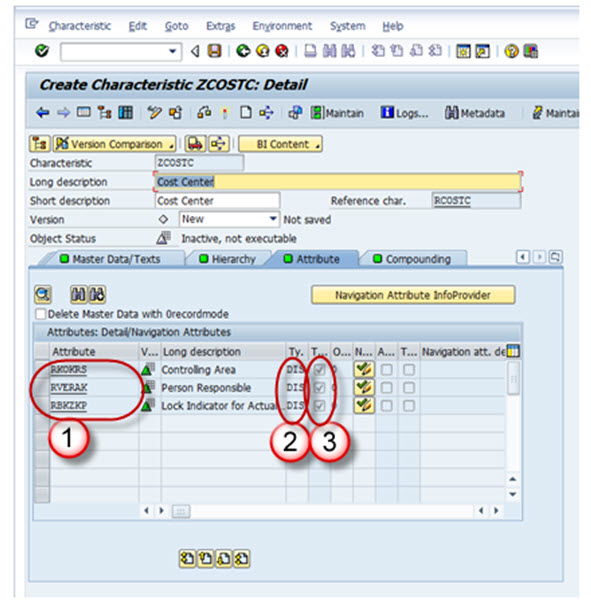 Characteristic Edit Goto Extras Environment System Help
Create Characteristic ZCOSTC: Detail
Maintain Logs... Metadata Maintai
Version Comparison BI Content
Characteristic ZCOSTC
Long description Cost Center
Short description Cost Center Reference char. RCOSTC
Version New Not saved
Object Status Inactive, not executable
Master Data/Texts Hierarchy Attribute Compounding
Navigation Attribute InfoProvider
Delete Master Data with 0recordmode
Attributes: Detail/Navigation Attributes
Attribute V... Long description Ty. T... O... N... A... T... Navigation att. de
RKOKRS Controlling Area DIS 0
RVERAK Person Responsible DIS 0
RBKZKP Lock Indicator for Actual... DIS 0
1 2 3